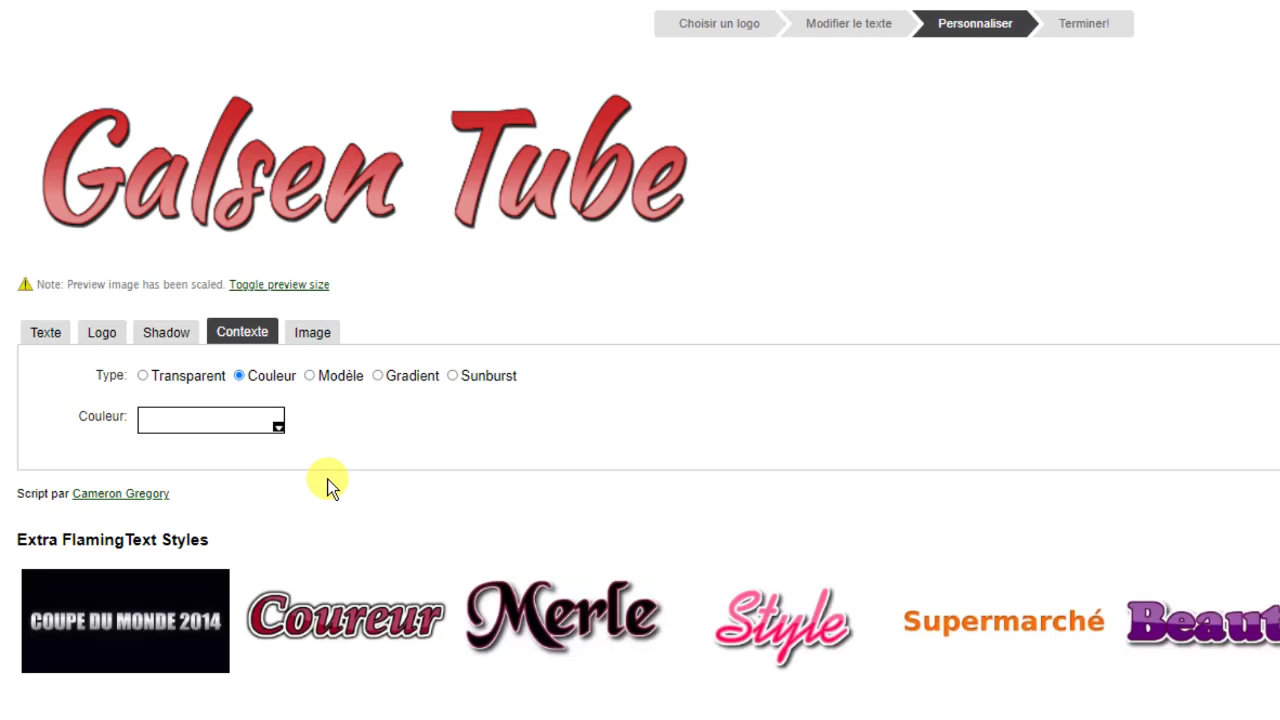 Choisir un logo Modifier le texte Personnaliser Terminer!
Galsen Tube
Note: Preview image has been scaled. Toggle preview size
Texte Logo Shadow Contexte Image
Type: Transparent Couleur Modèle Gradient Sunburst
Couleur:
Script par Cameron Gregory
Extra FlamingText Styles
COUPE DU MONDE 2014 Coureur Merle Style Supermarché Beaut